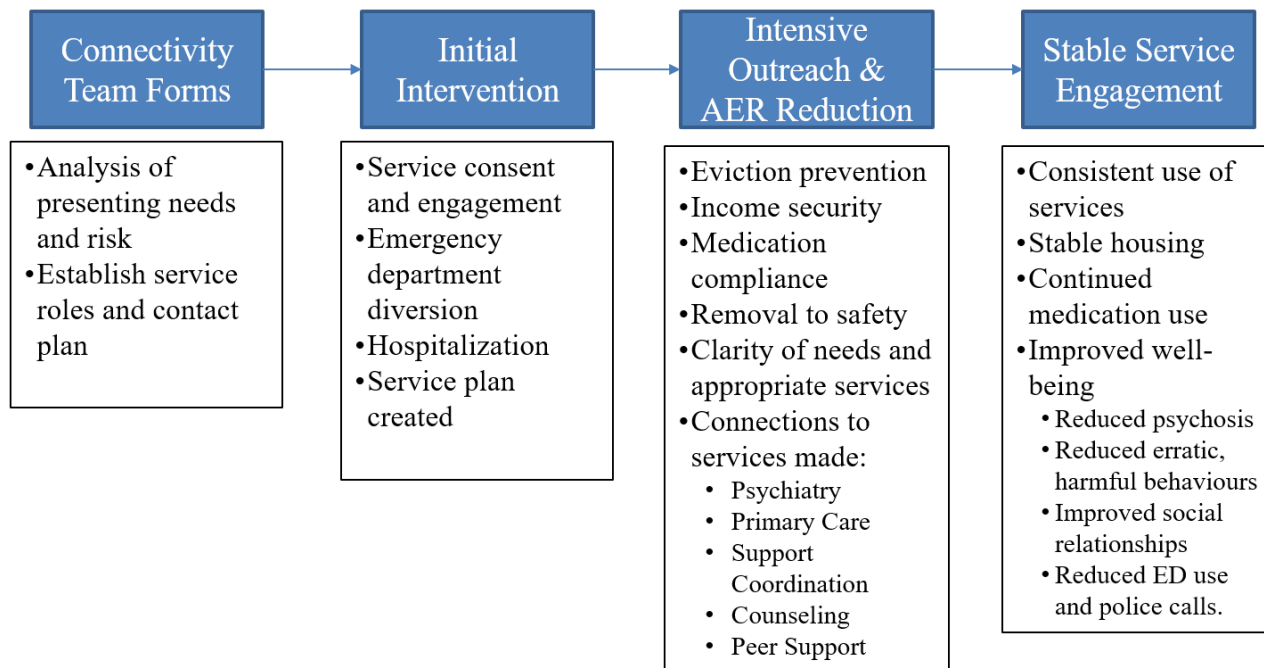 Connectivity
Team Forms
Initial
Intervention
Intensive
Outreach &
AER Reduction
Stable Service
Engagement
•Analysis of
presenting needs
and risk
•Establish service
roles and contact
plan
•Service consent
and engagement
•Emergency
department
diversion
•Hospitalization
•Service plan
created
•Eviction prevention
•Income security
•Medication
compliance
•Removal to safety
•Clarity of needs and
appropriate services
•Connections to
services made:
• Psychiatry
• Primary Care
• Support
Coordination
• Counseling
• Peer Support
•Consistent use of
services
•Stable housing
•Continued
medication use
•Improved well-
being
• Reduced psychosis
• Reduced erratic,
harmful behaviours
• Improved social
relationships
• Reduced ED use
and police calls.